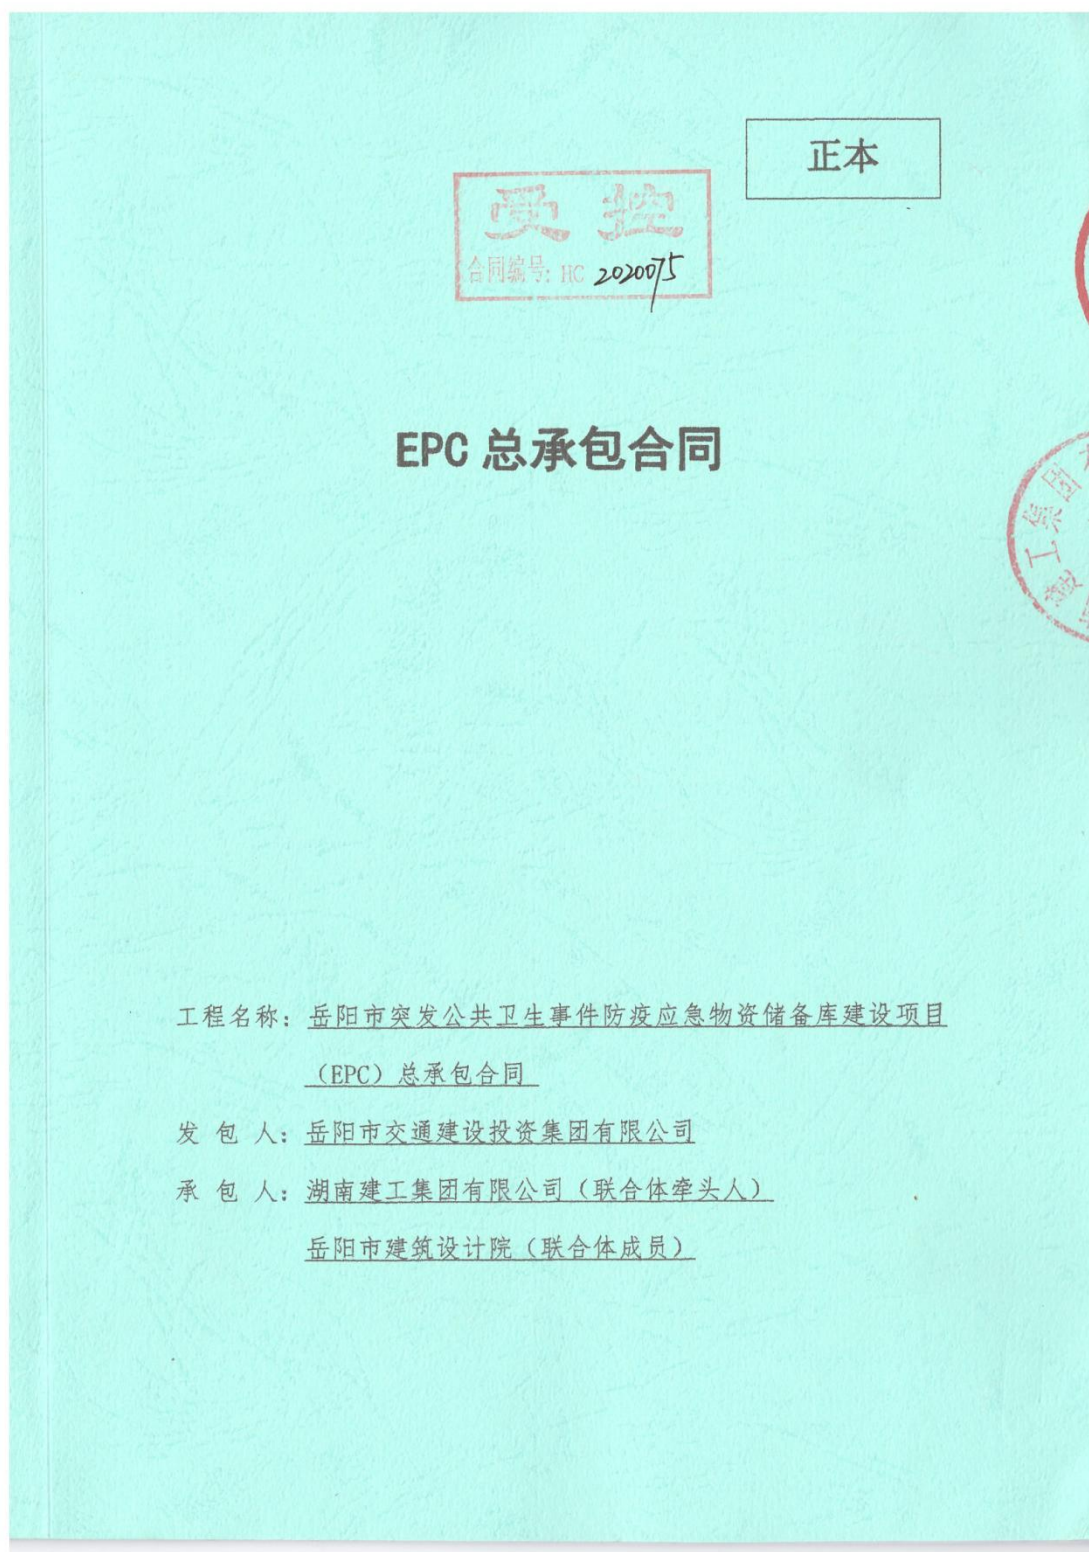 正本
受控
合同编号: HC 2020075
EPC 总承包合同
工程名称: 岳阳市突发公共卫生事件防疫应急物资储备库建设项目
(EPC) 总承包合同
发 包 人: 岳阳市交通建设投资集团有限公司
承 包 人: 湖南建工集团有限公司 (联合体牵头人)
岳阳市建筑设计院 (联合体成员)
建工集团